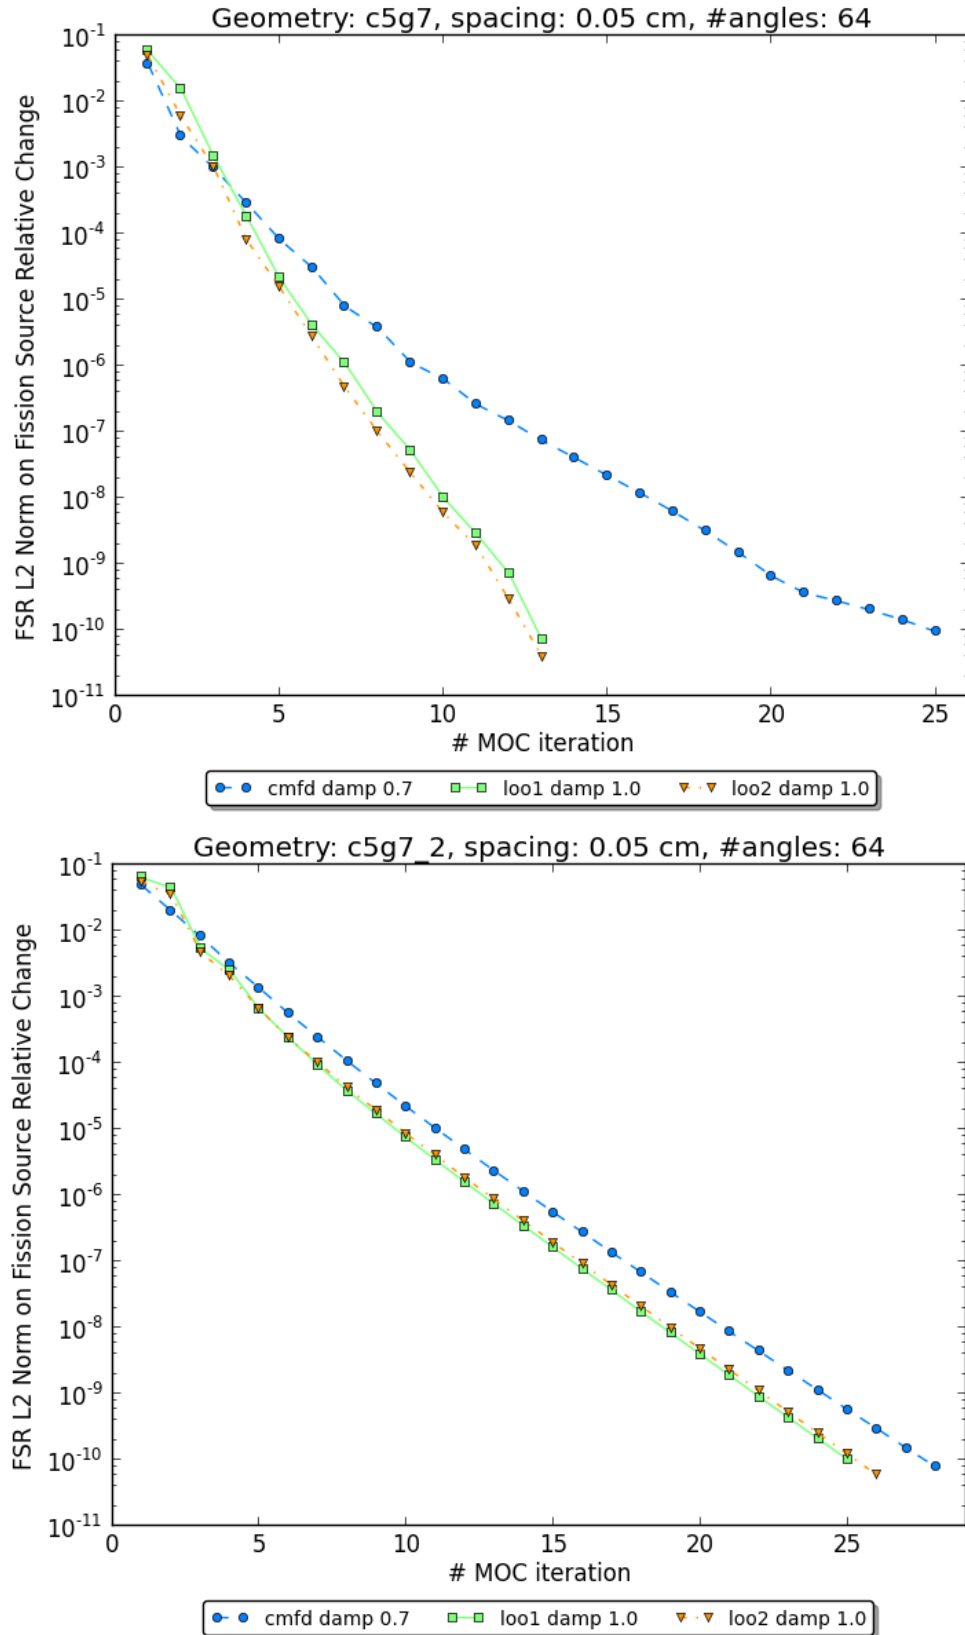 Geometry: c5g7, spacing: 0.05 cm, #angles: 64
FSR L2 Norm on Fission Source Relative Change
10^-1
10^-2
10^-3
10^-4
10^-5
10^-6
10^-7
10^-8
10^-9
10^-10
10^-11
0 5 10 15 20 25
# MOC iteration
cmfd damp 0.7 loo1 damp 1.0 loo2 damp 1.0
Geometry: c5g7_2, spacing: 0.05 cm, #angles: 64
FSR L2 Norm on Fission Source Relative Change
10^-1
10^-2
10^-3
10^-4
10^-5
10^-6
10^-7
10^-8
10^-9
10^-10
10^-11
0 5 10 15 20 25
# MOC iteration
cmfd damp 0.7 loo1 damp 1.0 loo2 damp 1.0